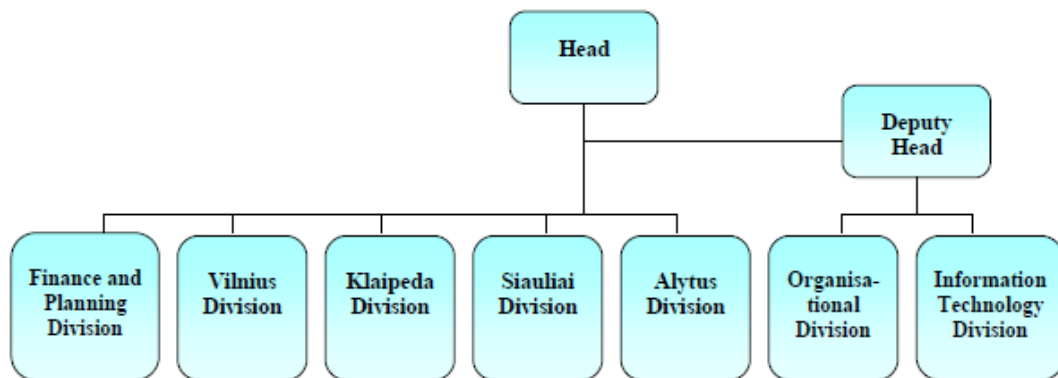 Head
Deputy
Head
Finance and
Planning
Division
Vilnius
Division
Klaipeda
Division
Siauliai
Division
Alytus
Division
Organisa-
tional
Division
Information
Technology
Division